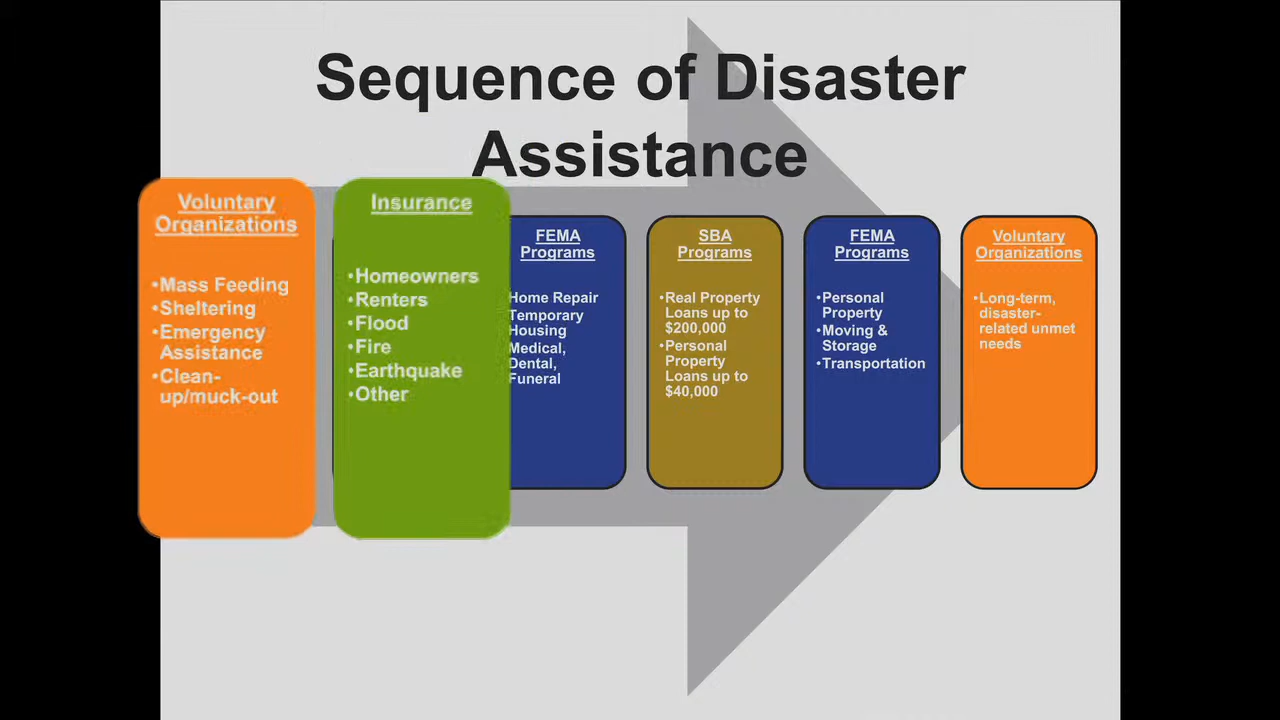 Sequence of Disaster
Assistance
Voluntary
Organizations
•Mass Feeding
•Sheltering
•Emergency
Assistance
•Clean-
up/muck-out
Insurance
•Homeowners
•Renters
•Flood
•Fire
•Earthquake
•Other
FEMA
Programs
Home Repair
Temporary
Housing
Medical,
Dental,
Funeral
SBA
Programs
•Real Property
Loans up to
$200,000
•Personal
Property
Loans up to
$40,000
FEMA
Programs
•Personal
Property
•Moving &
Storage
•Transportation
Voluntary
Organizations
•Long-term,
disaster-
related unmet
needs